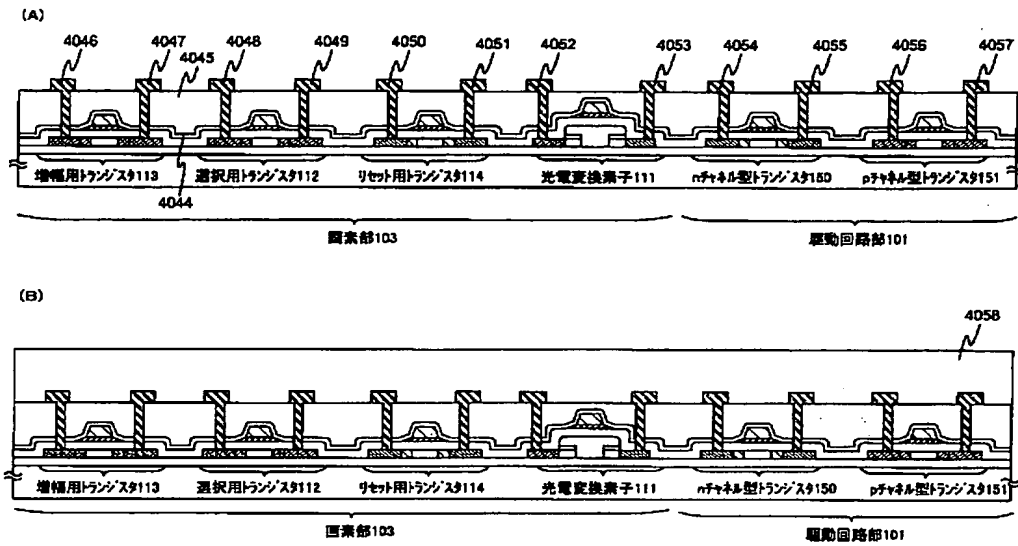 (A)
4046 4047 4045 4048 4049 4050 4051 4052 4053 4054 4055 4056 4057
増幅用トランジスタ113 選択用トランジスタ112 リセット用トランジスタ114 光電変換素子111 nチャネル型トランジスタ150 pチャネル型トランジスタ151
4044
画素部103 駆動回路部101
(B)
4058
増幅用トランジスタ113 選択用トランジスタ112 リセット用トランジスタ114 光電変換素子111 nチャネル型トランジスタ150 pチャネル型トランジスタ151
画素部103 駆動回路部101